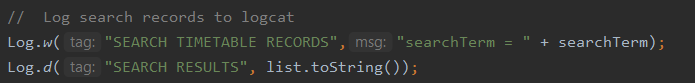 //  Log search records to logcat
Log.w( tag: "SEARCH TIMETABLE RECORDS", msg: "searchTerm = " + searchTerm);
Log.d( tag: "SEARCH RESULTS", list.toString());